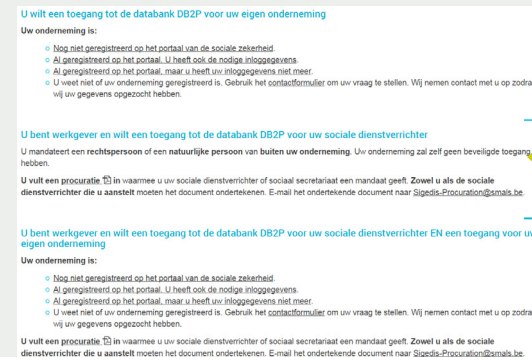 U wilt een toegang tot de databank DB2P voor uw eigen onderneming
Uw onderneming is:
Nog niet geregistreerd op het portaal van de sociale zekerheid.
Al geregistreerd op het portaal. U heeft ook de nodige inloggegevens.
Al geregistreerd op het portaal, maar u heeft uw inloggegevens niet meer.
U weet niet of uw onderneming geregistreerd is. Gebruik het contactformulier om uw vraag te stellen. Wij nemen contact met u op zodra
wij uw gegevens opgezocht hebben.
U bent werkgever en wilt een toegang tot de databank DB2P voor uw sociale dienstverrichter
U mandateert een rechtspersoon of een natuurlijke persoon van buiten uw onderneming. Uw onderneming zal zelf geen beveiligde toegang
hebben.
U vult een procuratie in waarmee u uw sociale dienstverrichter of sociaal secretariaat een mandaat geeft. Zowel u als de sociale
dienstverrichter die u aanstelt moeten het document ondertekenen. E-mail het ondertekende document naar Sigedis-Procuration@smals.be.
U bent werkgever en wilt een toegang tot de databank DB2P voor uw sociale dienstverrichter EN een toegang voor uw
eigen onderneming
Uw onderneming is:
Nog niet geregistreerd op het portaal van de sociale zekerheid.
Al geregistreerd op het portaal. U heeft ook de nodige inloggegevens.
Al geregistreerd op het portaal, maar u heeft uw inloggegevens niet meer.
U weet niet of uw onderneming geregistreerd is. Gebruik het contactformulier om uw vraag te stellen. Wij nemen contact met u op zodra
wij uw gegevens opgezocht hebben.
U vult een procuratie in waarmee u uw sociale dienstverrichter of sociaal secretariaat een mandaat geeft. Zowel u als de sociale
dienstverrichter die u aanstelt moeten het document ondertekenen. E-mail het ondertekende document naar Sigedis-Procuration@smals.be.